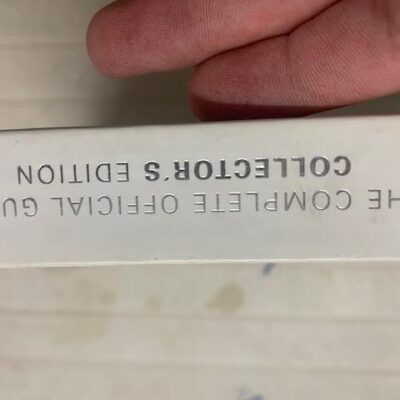 HE COMPLETE OFFICIAL GU
COLLECTOR'S EDITION